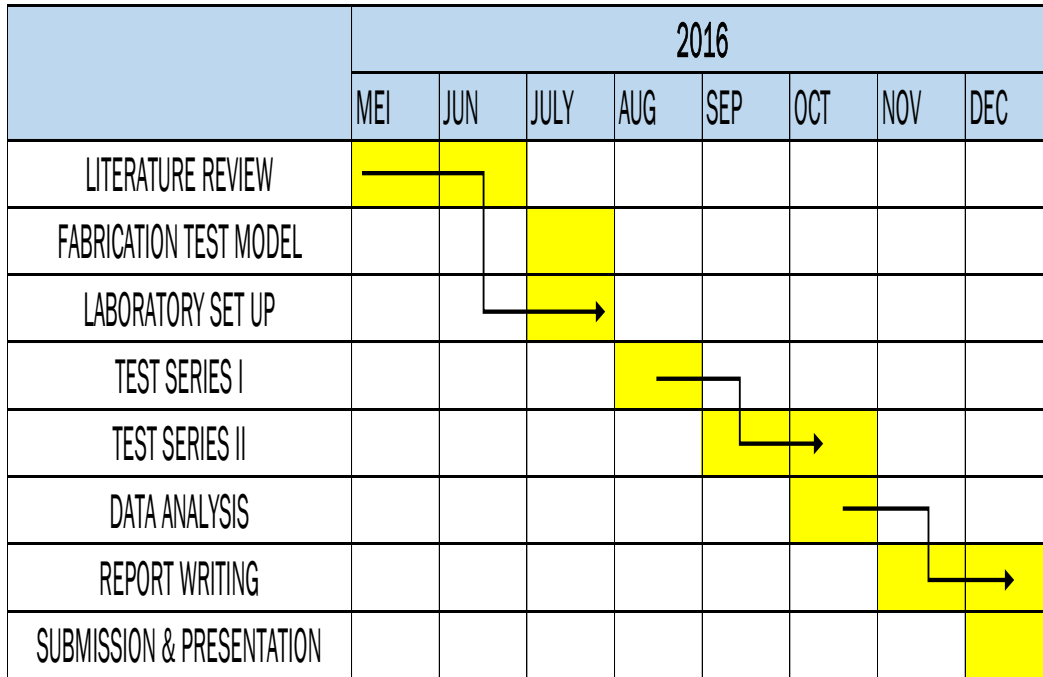 2016
MEI JUN JULY AUG SEP OCT NOV DEC
LITERATURE REVIEW
FABRICATION TEST MODEL
LABORATORY SET UP
TEST SERIES I
TEST SERIES II
DATA ANALYSIS
REPORT WRITING
SUBMISSION & PRESENTATION